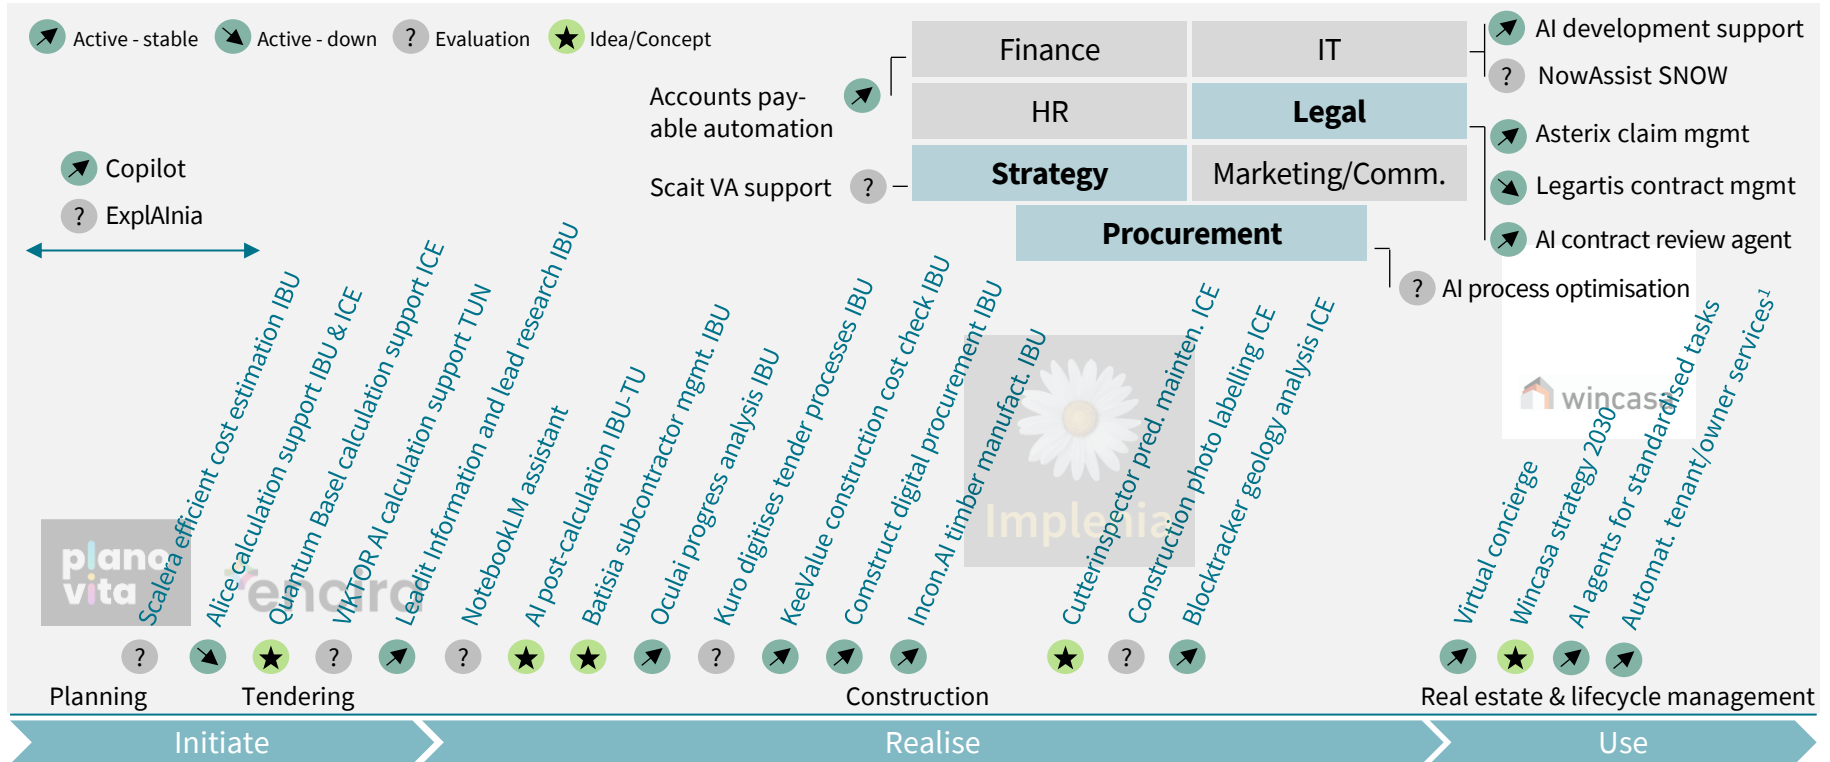 Active - stable
Active - down
? Evaluation
Idea/Concept
Finance
IT
HR
Legal
Strategy
Marketing/Comm.
Procurement
Accounts pay-
able automation
Scait VA support ?
AI development support
? NowAssist SNOW
Asterix claim mgmt
Legartis contract mgmt
AI contract review agent
? AI process optimisation
Copilot
? ExplAInia
plano
vita
Tencira
Implenia
wincasa
Scalera efficient cost estimation IBU
Alice calculation support IBU & ICE
Quantum Basel calculation support ICE
VIKTOR AI calculation support TUN
Leadit Information and lead research IBU
NotebookLM assistant
AI post-calculation IBU-TU
Batisia subcontractor mgmt. IBU
Oculai progress analysis IBU
Kuro digitises tender processes IBU
KeeValue construction cost check IBU
Construct digital procurement IBU
Incon.AI timber manufact. IBU
Cutterinspector pred. mainten. ICE
Construction photo labelling ICE
Blocktracker geology analysis ICE
Virtual concierge
Wincasa strategy 2030
AI agents for standardised tasks
Automat. tenant/owner services¹
? ? ? ? ?
Planning
Tendering
Construction
Real estate & lifecycle management
Initiate
Realise
Use